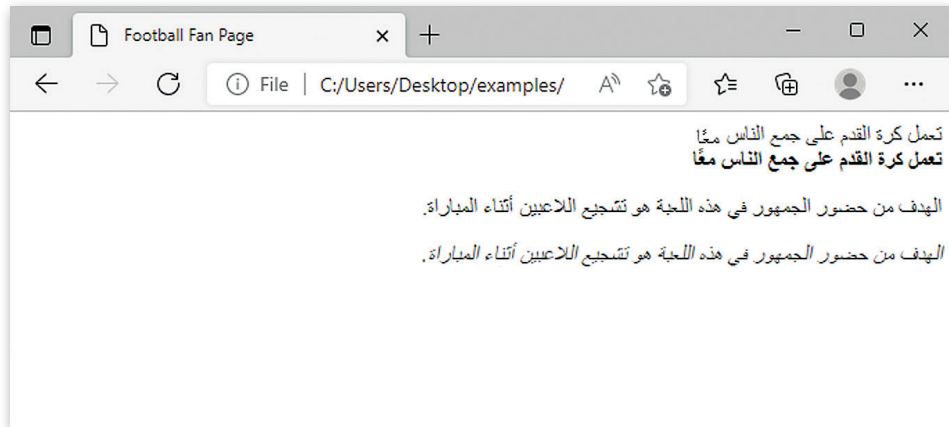 Football Fan Page
File | C:/Users/Desktop/examples/
تعمل كرة القدم على جمع الناس معًا
تعمل كرة القدم على جمع الناس معًا
الهدف من حضور الجمهور في هذه اللعبة هو تشجيع اللاعبين أثناء المباراة.
الهدف من حضور الجمهور في هذه اللعبة هو تشجيع اللاعبين أثناء المباراة.